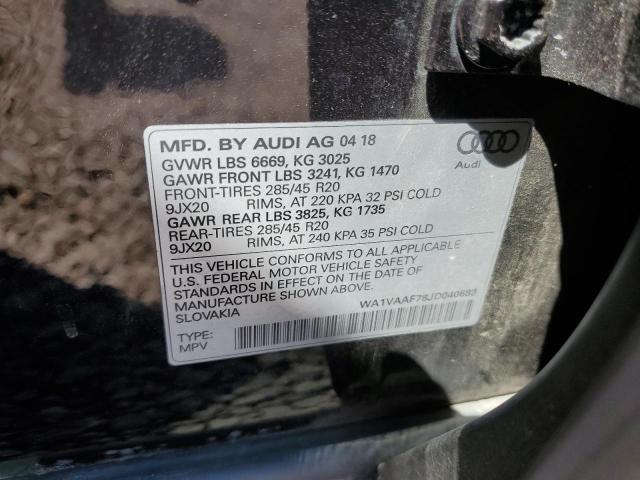 MFD. BY AUDI AG 04 18
GVWR LBS 6669, KG 3025
GAWR FRONT LBS 3241, KG 1470
FRONT-TIRES 285/45 R20
9JX20 RIMS, AT 220 KPA 32 PSI COLD
GAWR REAR LBS 3825, KG 1735
REAR-TIRES 285/45 R20
9JX20 RIMS, AT 240 KPA 35 PSI COLD
THIS VEHICLE CONFORMS TO ALL APPLICABLE
U.S. FEDERAL MOTOR VEHICLE SAFETY
STANDARDS IN EFFECT ON THE DATE OF
MANUFACTURE SHOWN ABOVE.
SLOVAKIA
WA1VAAF78JD040683
TYPE:
MPV
Audi